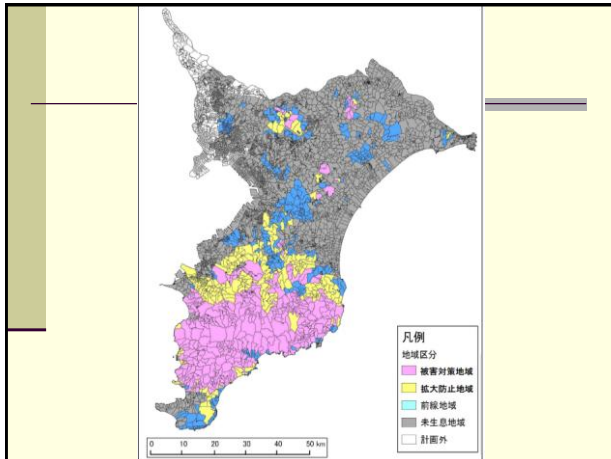 凡例
地域区分
被害対策地域
拡大防止地域
前線地域
未生息地域
計画外
0 10 20 30 40 50 km